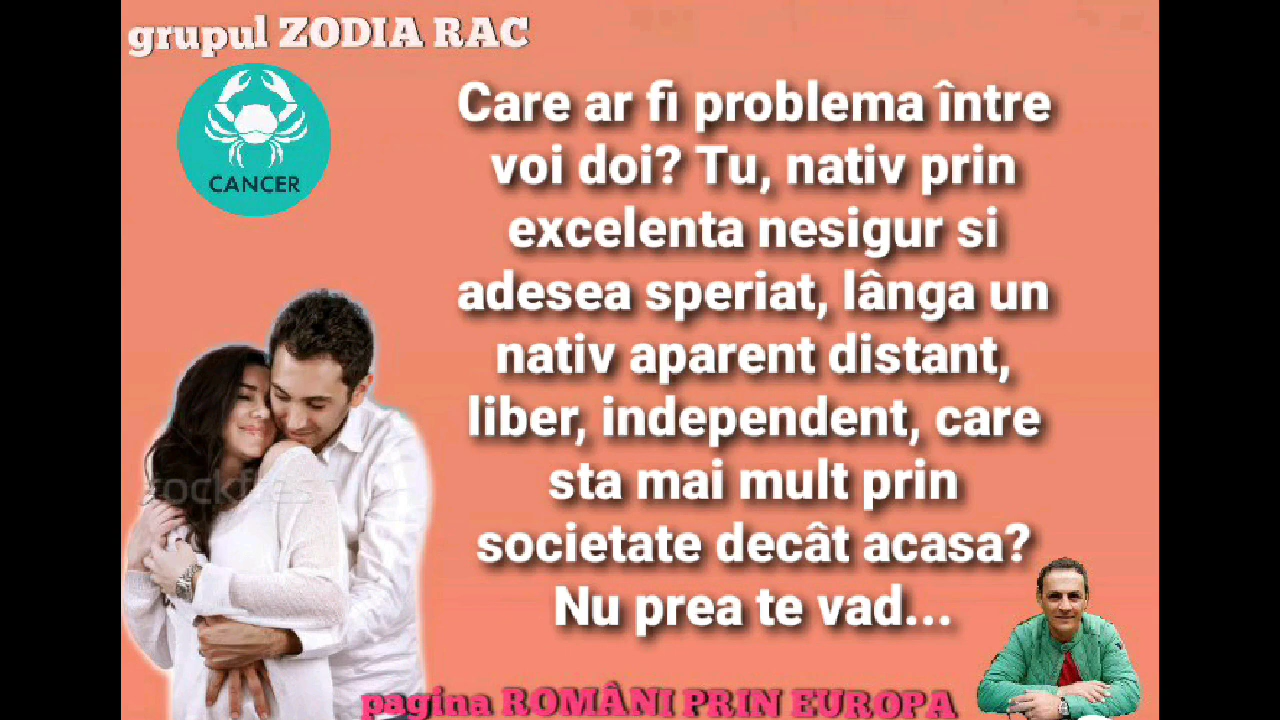 grupul ZODIA RAC
CANCER
Care ar fi problema între
voi doi? Tu, nativ prin
excelenta nesigur si
adesea speriat, lânga un
nativ aparent distant,
liber, independent, care
sta mai mult prin
societate decât acasa?
Nu prea te vad...
pagina ROMÂNI PRIN EUROPA